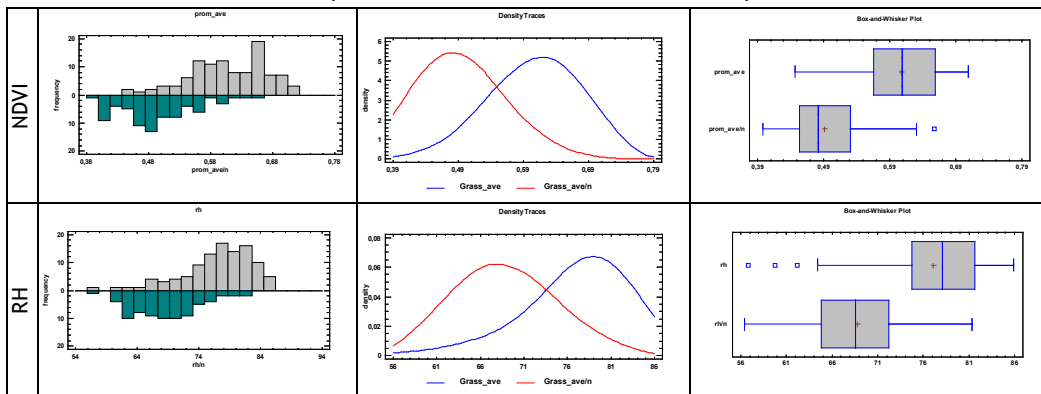 NDVI
prom_ave
frequency
20
10
0
10
20
0,38 0,48 0,58 0,68 0,78
prom_ave/n
Density Traces
density
6
5
4
3
2
1
0
0,39 0,49 0,59 0,69 0,79
Grass_ave Grass_ave/n
Box-and-Whisker Plot
prom_ave
prom_ave/n
0,39 0,49 0,59 0,69 0,79
RH
rh
frequency
20
10
0
10
20
54 64 74 84 94
rh/n
Density Traces
density
0,08
0,06
0,04
0,02
0
56 61 66 71 76 81 86
Grass_ave Grass_ave/n
Box-and-Whisker Plot
rh
rh/n
56 61 66 71 76 81 86